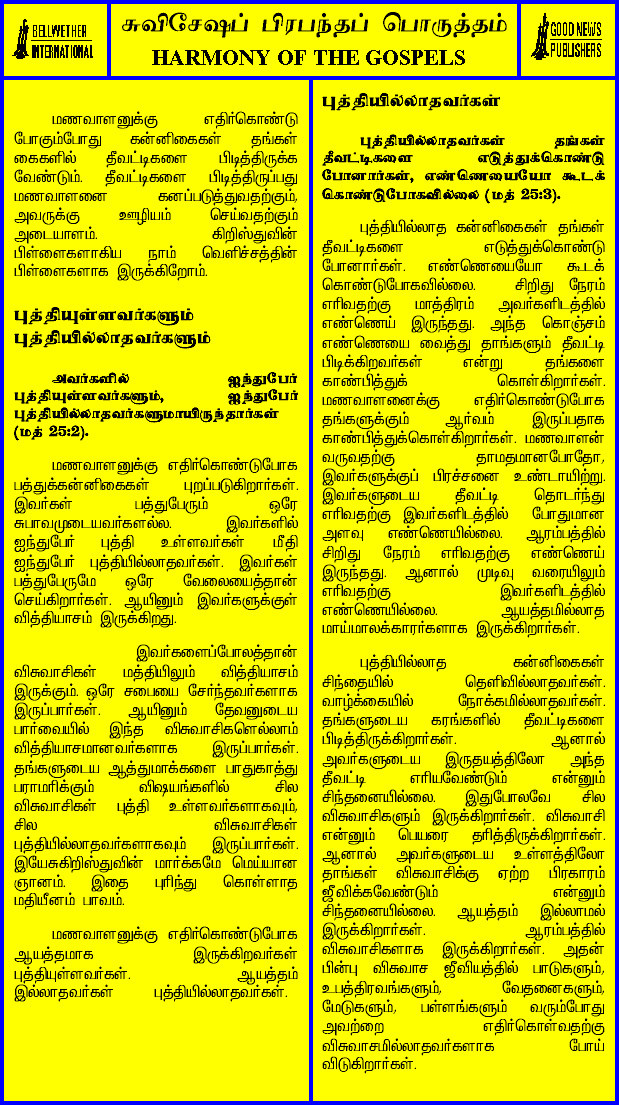 BELLWETHER
INTERNATIONAL
சுவிசேஷப் பிரபந்தப் பொருத்தம்
HARMONY OF THE GOSPELS
GOOD NEWS
PUBLISHERS
மணவாளனுக்கு எதிர்கொண்டு
போகும்போது கன்னிகைகள் தங்கள்
கைகளில் தீவட்டிகளை பிடித்திருக்க
வேண்டும். தீவட்டிகளை பிடித்திருப்பது
மணவாளனை கனப்படுத்துவதற்கும்,
அவருக்கு ஊழியம் செய்வதற்கும்
அடையாளம். கிறிஸ்துவின்
பிள்ளைகளாகிய நாம் வெளிச்சத்தின்
பிள்ளைகளாக இருக்கிறோம்.
புத்தியுள்ளவர்களும்
புத்தியில்லாதவர்களும்
அவர்களில் ஐந்துபேர்
புத்தியுள்ளவர்களும், ஐந்துபேர்
புத்தியில்லாதவர்களுமாயிருந்தார்கள்
(மத் 25:2).
மணவாளனுக்கு எதிர்கொண்டுபோக
பத்துக்கன்னிகைகள் புறப்படுகிறார்கள்.
இவர்கள் பத்துபேரும் ஒரே
சுபாவமுடையவர்களல்ல. இவர்களில்
ஐந்துபேர் புத்தி உள்ளவர்கள் மீதி
ஐந்துபேர் புத்தியில்லாதவர்கள். இவர்கள்
பத்துபேருமே ஒரே வேலையைத்தான்
செய்கிறார்கள். ஆயினும் இவர்களுக்குள்
வித்தியாசம் இருக்கிறது.
இவர்களைப்போலத்தான்
விசுவாசிகள் மத்தியிலும் வித்தியாசம்
இருக்கும். ஒரே சபையை சேர்ந்தவர்களாக
இருப்பார்கள். ஆயினும் தேவனுடைய
பார்வையில் இந்த விசுவாசிகளெல்லாம்
வித்தியாசமானவர்களாக இருப்பார்கள்.
தங்களுடைய ஆத்துமாக்களை பாதுகாத்து
பராமரிக்கும் விஷயங்களில் சில
விசுவாசிகள் புத்தி உள்ளவர்களாகவும்,
சில விசுவாசிகள்
புத்தியில்லாதவர்களாகவும் இருப்பார்கள்.
இயேசுகிறிஸ்துவின் மார்க்கமே மெய்யான
ஞானம். இதை புரிந்து கொள்ளாத
மதியீனம் பாவம்.
மணவாளனுக்கு எதிர்கொண்டுபோக
ஆயத்தமாக இருக்கிறவர்கள்
புத்தியுள்ளவர்கள். ஆயத்தம்
இல்லாதவர்கள் புத்தியில்லாதவர்கள்.
புத்தியில்லாதவர்கள்
புத்தியில்லாதவர்கள் தங்கள்
தீவட்டிகளை எடுத்துக்கொண்டு
போனார்கள், எண்ணெயையோ கூடக்
கொண்டுபோகவில்லை (மத் 25:3).
புத்தியில்லாத கன்னிகைகள் தங்கள்
தீவட்டிகளை எடுத்துக்கொண்டு
போனார்கள். எண்ணெயையோ கூடக்
கொண்டுபோகவில்லை. சிறிது நேரம்
எரிவதற்கு மாத்திரம் அவர்களிடத்தில்
எண்ணெய் இருந்தது. அந்த கொஞ்சம்
எண்ணெயை வைத்து தாங்களும் தீவட்டி
பிடிக்கிறவர்கள் என்று தங்களை
காண்பித்துக் கொள்கிறார்கள்.
மணவாளனைக்கு எதிர்கொண்டுபோக
தங்களுக்கும் ஆர்வம் இருப்பதாக
காண்பித்துக்கொள்கிறார்கள். மணவாளன்
வருவதற்கு தாமதமானபோதோ,
இவர்களுக்குப் பிரச்சனை உண்டாயிற்று.
இவர்களுடைய தீவட்டி தொடர்ந்து
எரிவதற்கு இவர்களிடத்தில் போதுமான
அளவு எண்ணெயில்லை. ஆரம்பத்தில்
சிறிது நேரம் எரிவதற்கு எண்ணெய்
இருந்தது. ஆனால் முடிவு வரையிலும்
எரிவதற்கு இவர்களிடத்தில்
எண்ணெயில்லை. ஆயத்தமில்லாத
மாய்மாலக்காரர்களாக இருக்கிறார்கள்.
புத்தியில்லாத கன்னிகைகள்
சிந்தையில் தெளிவில்லாதவர்கள்.
வாழ்க்கையில் நோக்கமில்லாதவர்கள்.
தங்களுடைய கரங்களில் தீவட்டிகளை
பிடித்திருக்கிறார்கள். ஆனால்
அவர்களுடைய இருதயத்திலோ அந்த
தீவட்டி எரியவேண்டும் என்னும்
சிந்தனையில்லை. இதுபோலவே சில
விசுவாசிகளும் இருக்கிறார்கள். விசுவாசி
என்னும் பெயரை தரித்திருக்கிறார்கள்.
ஆனால் அவர்களுடைய உள்ளத்திலோ
தாங்கள் விசுவாசிக்கு ஏற்ற பிரகாரம்
ஜீவிக்கவேண்டும் என்னும்
சிந்தனையில்லை. ஆயத்தம் இல்லாமல்
இருக்கிறார்கள். ஆரம்பத்தில்
விசுவாசிகளாக இருக்கிறார்கள். அதன்
பின்பு விசுவாச ஜீவியத்தில் பாடுகளும்,
உபத்திரவங்களும், வேதனைகளும்,
மேடுகளும், பள்ளங்களும் வரும்போது
அவற்றை எதிர்கொள்வதற்கு
விசுவாசமில்லாதவர்களாக போய்
விடுகிறார்கள்.